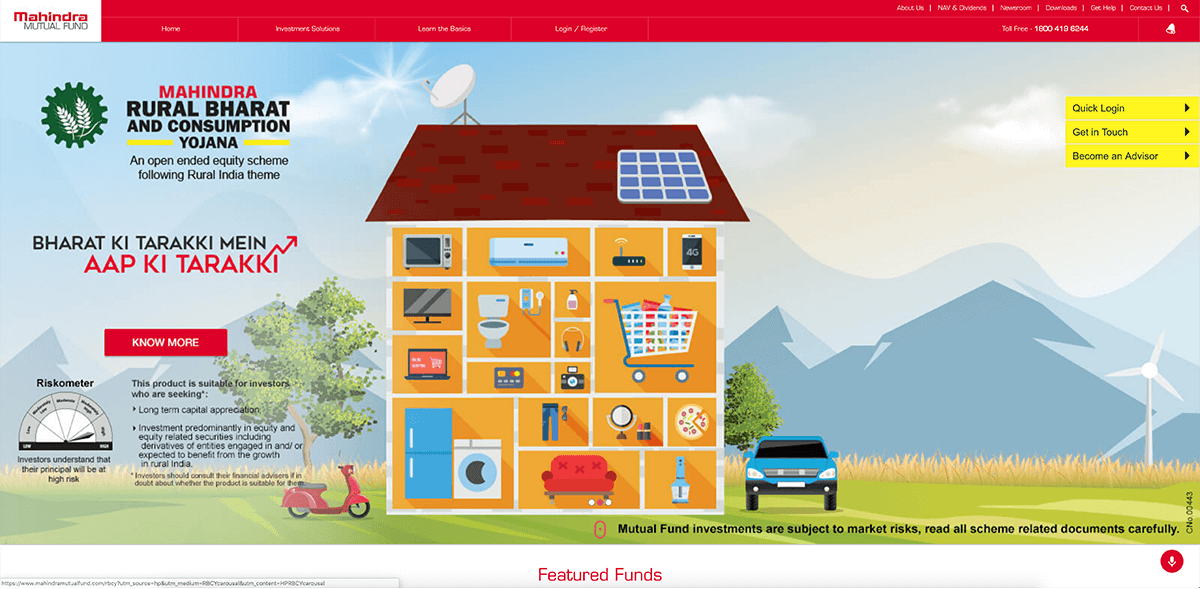 Mahindra
MUTUAL FUND
About Us | NAV & Dividends | Newsroom | Downloads | Get Help | Contact Us |
Home
Investment Solutions
Learn the Basics
Login / Register
Toll Free - 1800 419 6244
MAHINDRA
RURAL BHARAT
AND CONSUMPTION
YOJANA
An open ended equity scheme
following Rural India theme
BHARAT KI TARAKKI MEIN
AAP KI TARAKKI
KNOW MORE
Quick Login
Get in Touch
Become an Advisor
4G
Riskometer
Low
Moderately Low
Moderate
Moderately High
High
LOW
HIGH
Investors understand that
their principal will be at
high risk
This product is suitable for investors
who are seeking*:
Long term capital appreciation;
Investment predominantly in equity and
equity related securities including
derivatives of entities engaged in and/ or
expected to benefit from the growth
in rural India.
* Investors should consult their financial advisers if in
doubt about whether the product is suitable for them.
Mutual Fund investments are subject to market risks, read all scheme related documents carefully.
CNo.00443
Featured Funds
https://www.mahindramutualfund.com/rbcy?utm_source=hp&utm_medium=RBCYcarousal&utm_content=HPRBCYcarousal